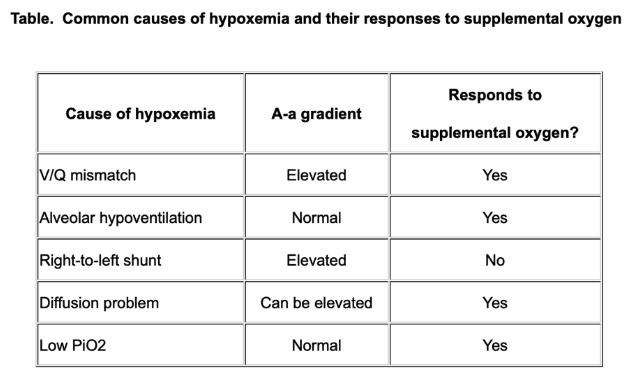 Table.  Common causes of hypoxemia and their responses to supplemental oxygen
Cause of hypoxemia A-a gradient Responds to
supplemental oxygen?
V/Q mismatch Elevated Yes
Alveolar hypoventilation Normal Yes
Right-to-left shunt Elevated No
Diffusion problem Can be elevated Yes
Low PiO2 Normal Yes